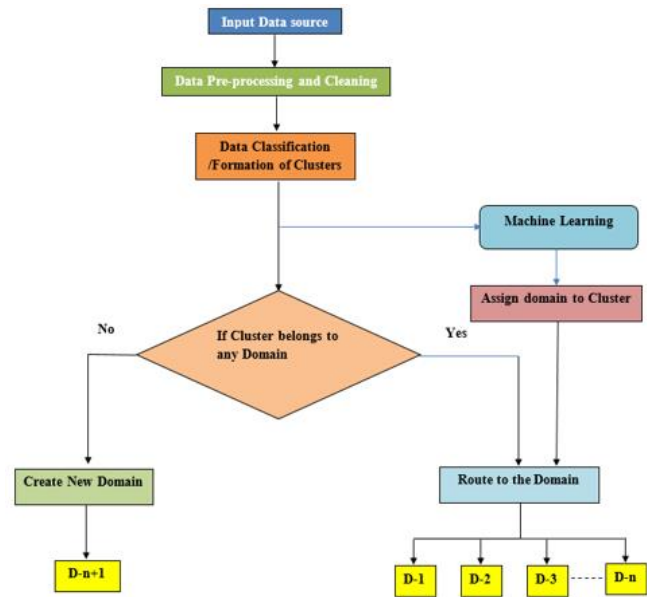 Input Data source
Data Pre-processing and Cleaning
Data Classification
/Formation of Clusters
Machine Learning
Assign domain to Cluster
No
If Cluster belongs to
any Domain
Yes
Create New Domain
Route to the Domain
D-n+1
D-1
D-2
D-3
D-n